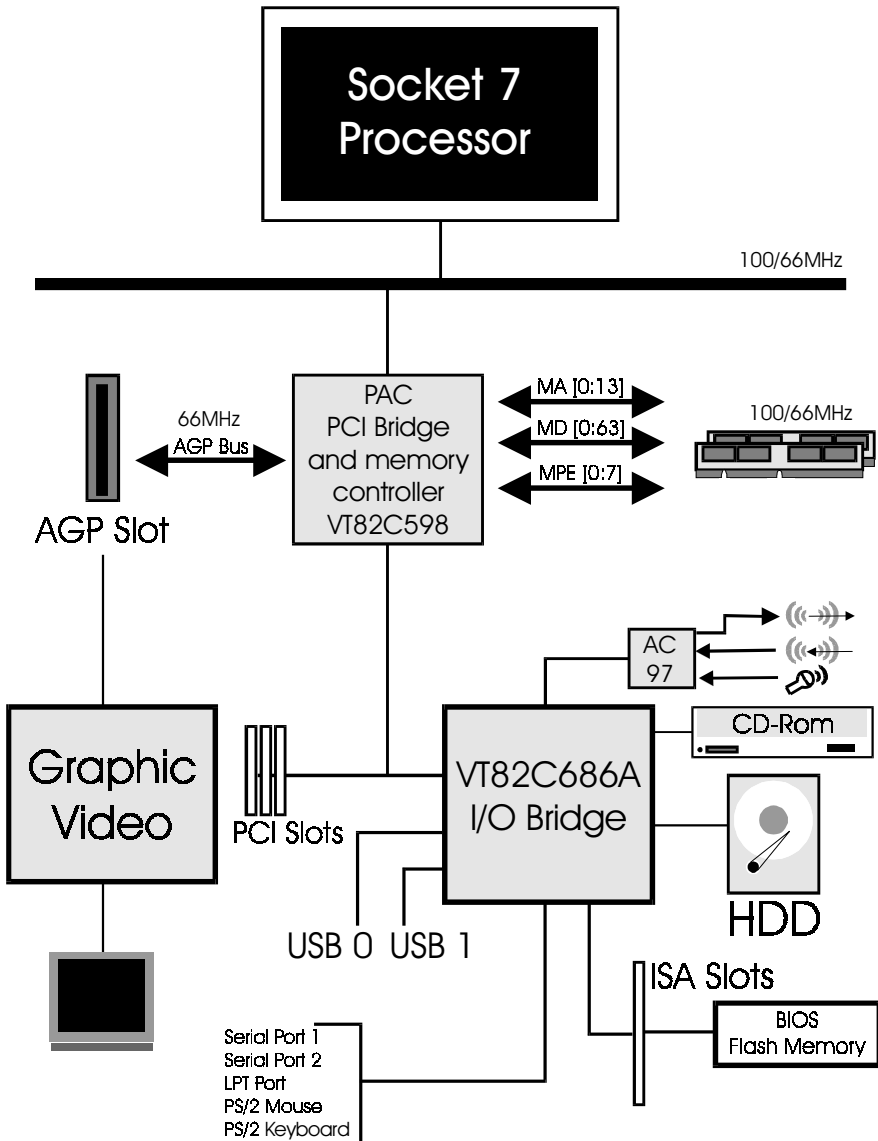 Socket 7
Processor
100/66MHz
PAC
PCI Bridge
and memory
controller
VT82C598
66MHz
AGP Bus
AGP Slot
MA [0:13]
MD [0:63]
MPE [0:7]
100/66MHz
Graphic
Video
PCI Slots
VT82C686A
I/O Bridge
AC
97
CD-Rom
HDD
USB 0
USB 1
ISA Slots
BIOS
Flash Memory
Serial Port 1
Serial Port 2
LPT Port
PS/2 Mouse
PS/2 Keyboard